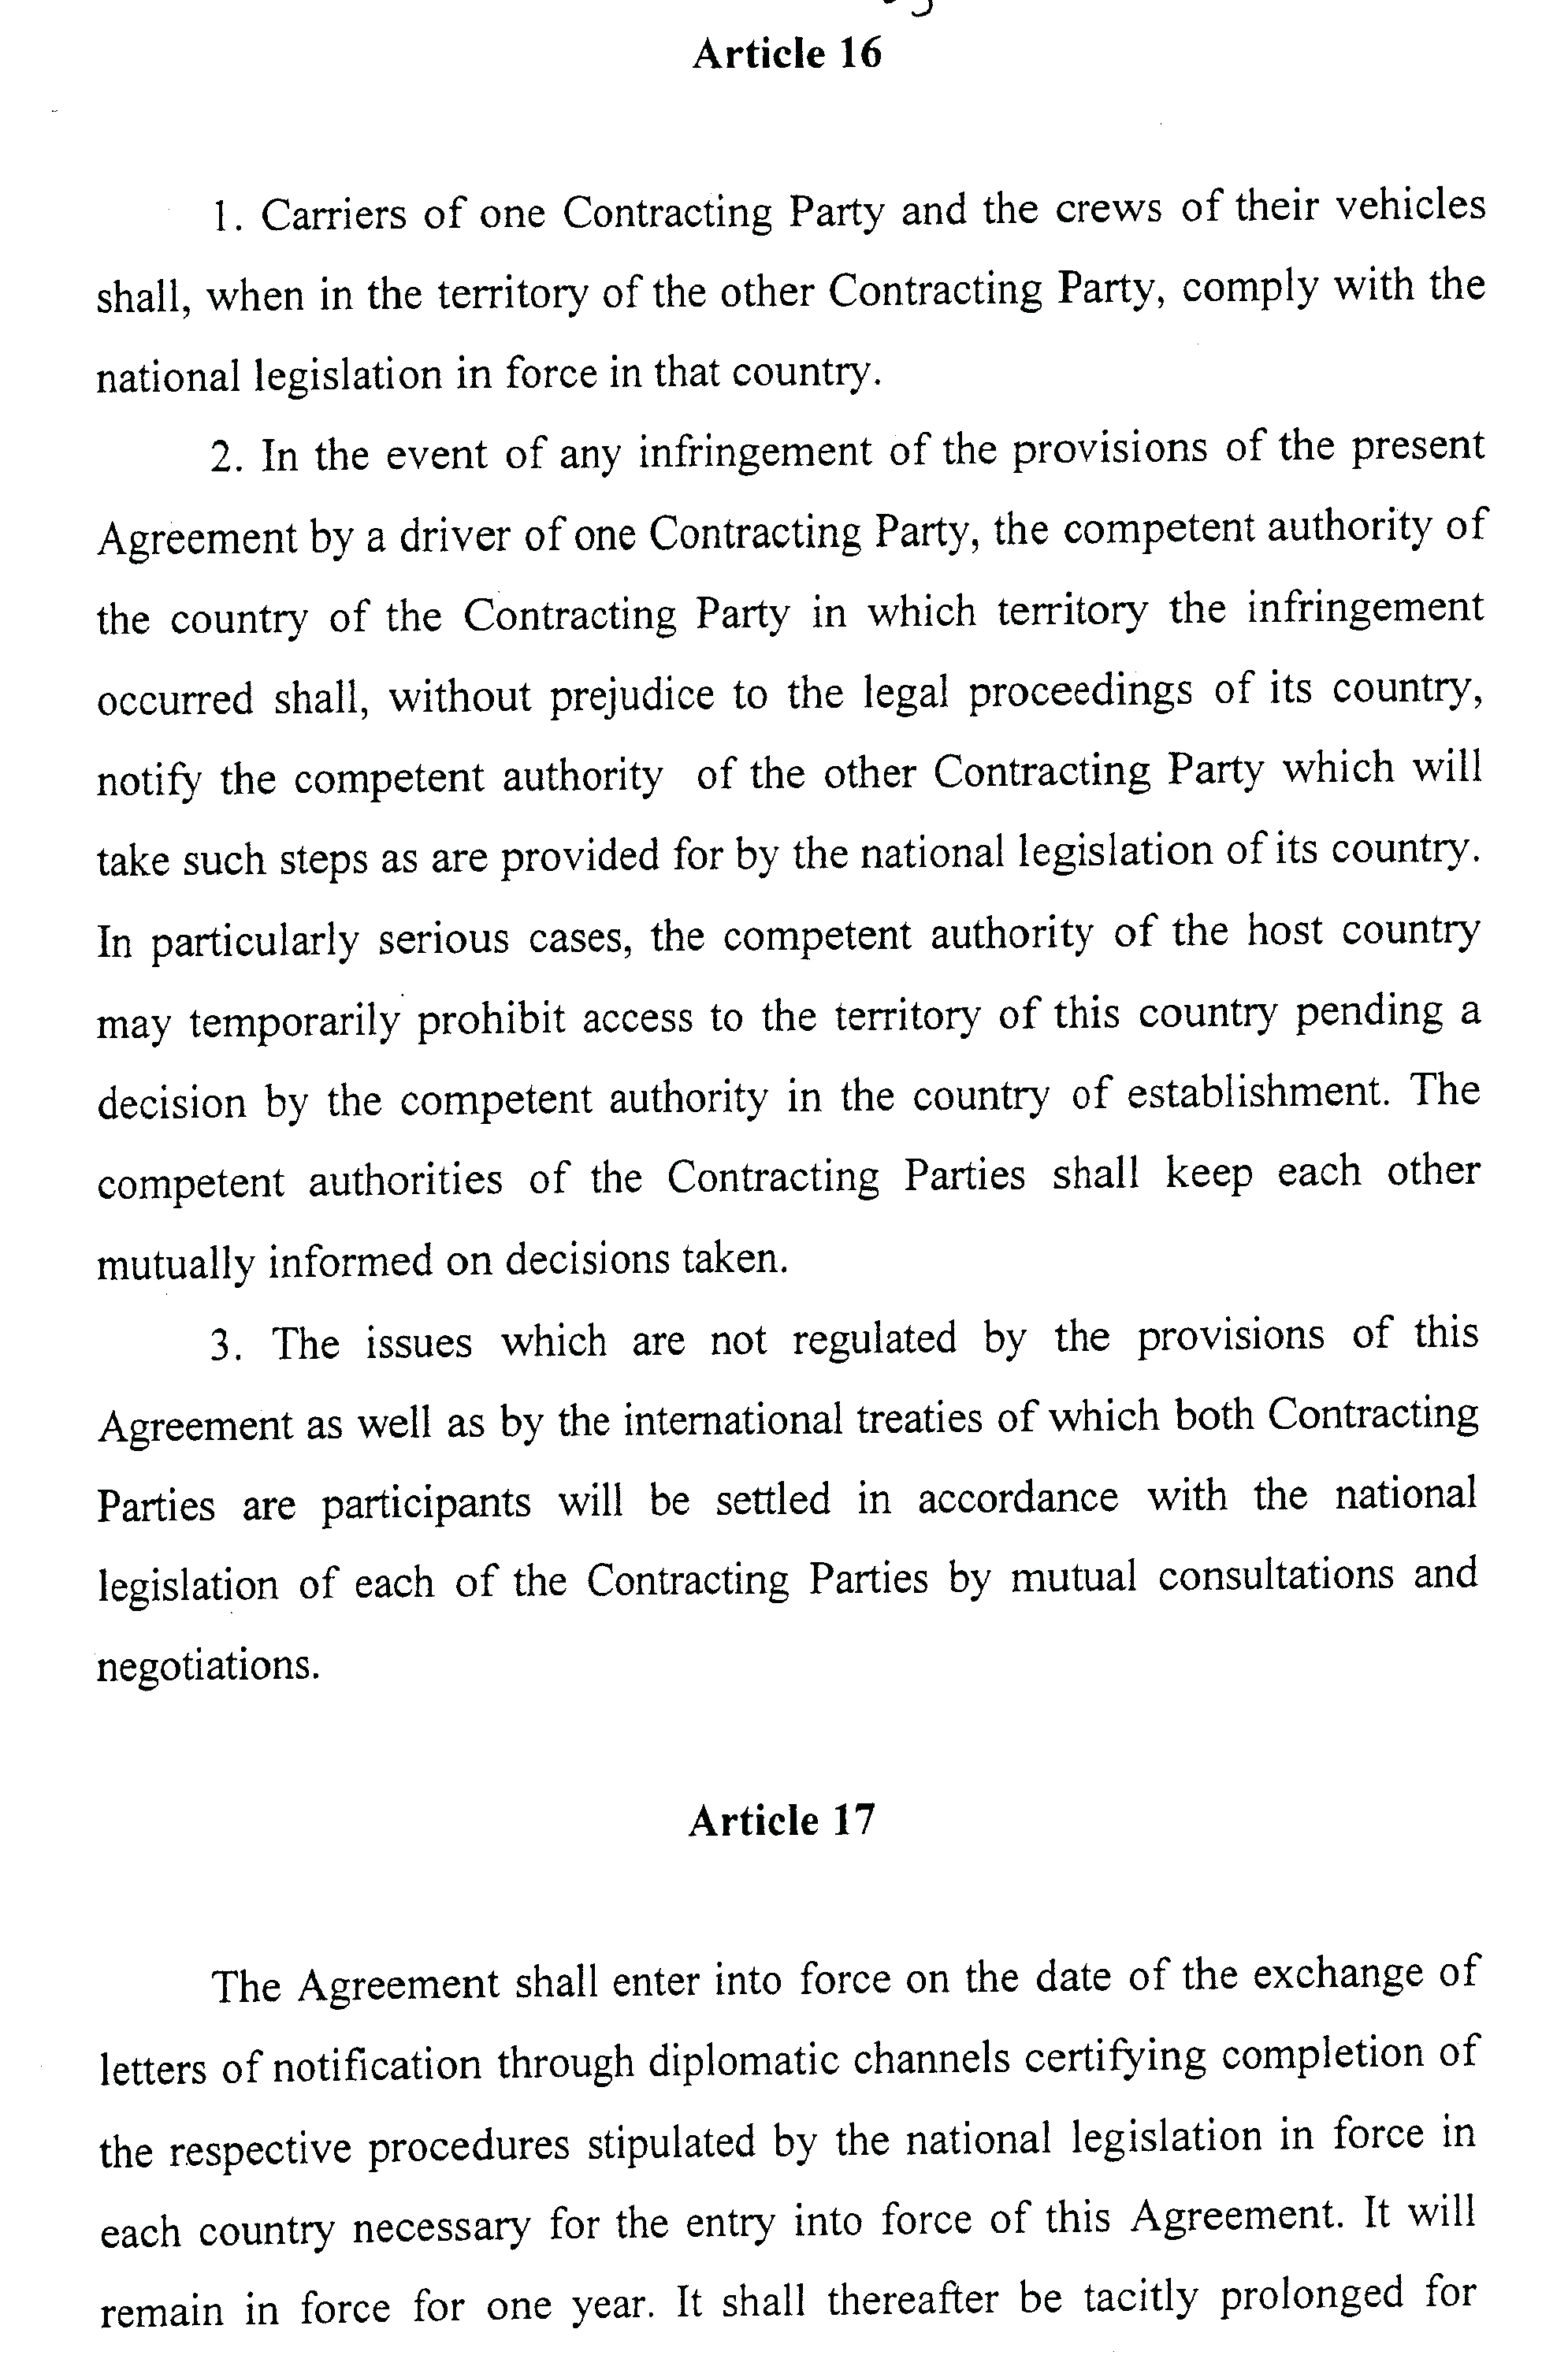 Article 16
1. Carriers of one Contracting Party and the crews of their vehicles
shall, when in the territory of the other Contracting Party, comply with the
national legislation in force in that country.
2. In the event of any infringement of the provisions of the present
Agreement by a driver of one Contracting Party, the competent authority of
the country of the Contracting Party in which territory the infringement
occurred shall, without prejudice to the legal proceedings of its country,
notify the competent authority of the other Contracting Party which will
take such steps as are provided for by the national legislation of its country.
In particularly serious cases, the competent authority of the host country
may temporarily prohibit access to the territory of this country pending a
decision by the competent authority in the country of establishment. The
competent authorities of the Contracting Parties shall keep each other
mutually informed on decisions taken.
3. The issues which are not regulated by the provisions of this
Agreement as well as by the international treaties of which both Contracting
Parties are participants will be settled in accordance with the national
legislation of each of the Contracting Parties by mutual consultations and
negotiations.
Article 17
The Agreement shall enter into force on the date of the exchange of
letters of notification through diplomatic channels certifying completion of
the respective procedures stipulated by the national legislation in force in
each country necessary for the entry into force of this Agreement. It will
remain in force for one year. It shall thereafter be tacitly prolonged for